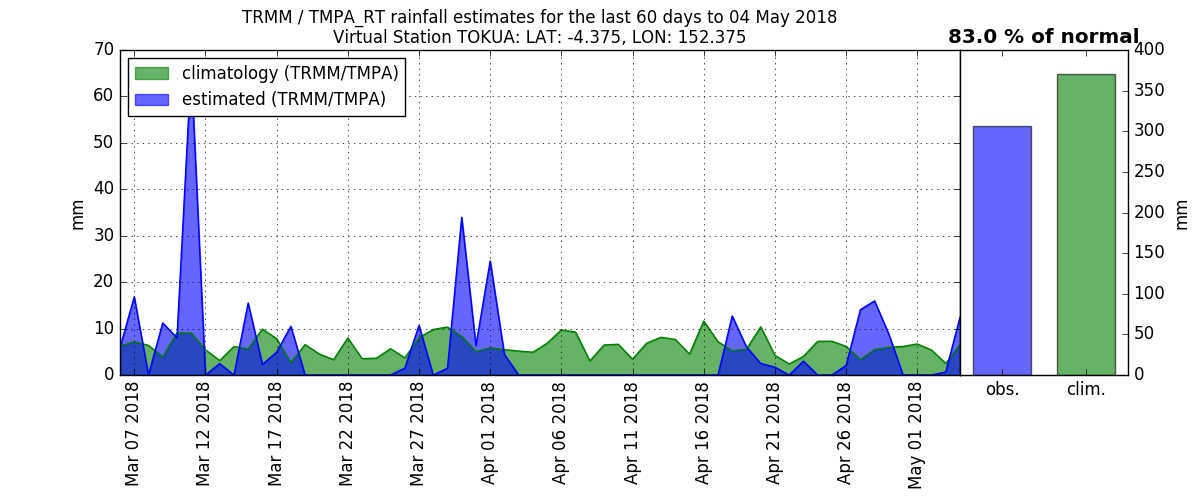 TRMM / TMPA_RT rainfall estimates for the last 60 days to 04 May 2018
Virtual Station TOKUA: LAT: -4.375, LON: 152.375
83.0 % of normal
climatology (TRMM/TMPA)
estimated (TRMM/TMPA)
70
60
50
40
30
20
10
0
mm
Mar 07 2018
Mar 12 2018
Mar 17 2018
Mar 22 2018
Mar 27 2018
Apr 01 2018
Apr 06 2018
Apr 11 2018
Apr 16 2018
Apr 21 2018
Apr 26 2018
May 01 2018
obs.
clim.
400
350
300
250
200
150
100
50
0
mm